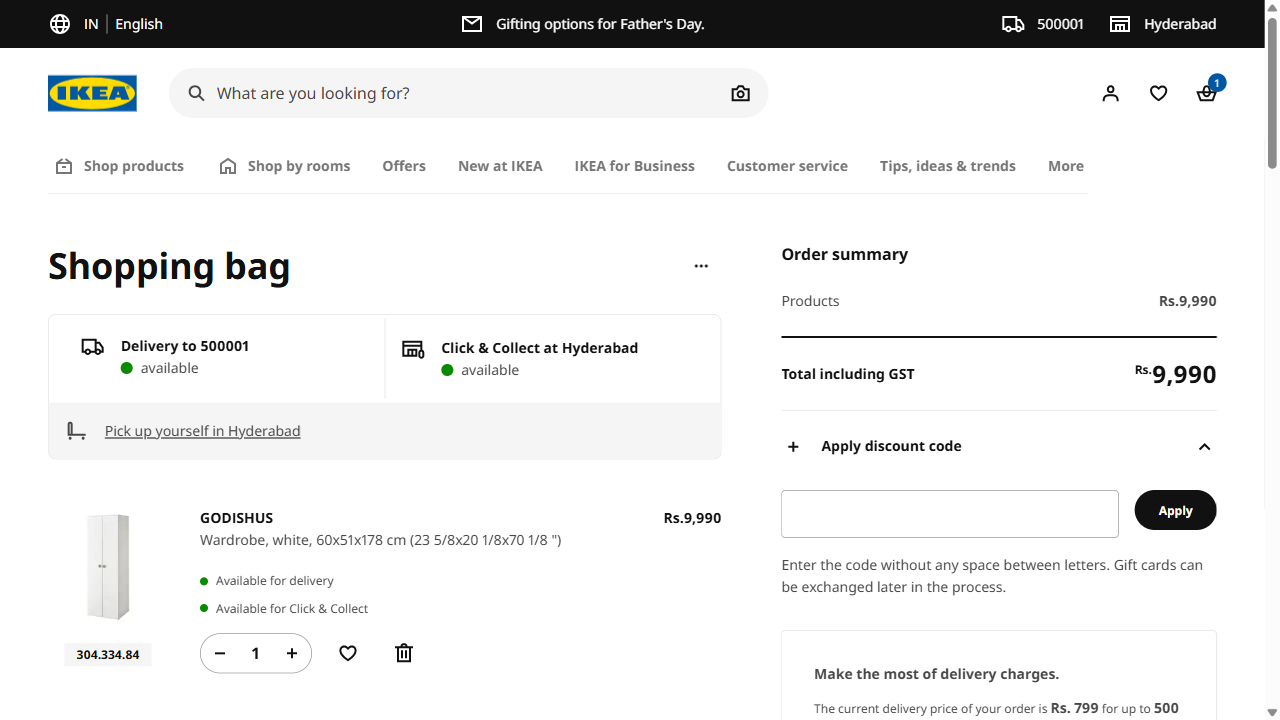 IN English
Gifting options for Father's Day.
500001
Hyderabad
IKEA
What are you looking for?
1
Shop products
Shop by rooms
Offers
New at IKEA
IKEA for Business
Customer service
Tips, ideas & trends
More
Shopping bag
Delivery to 500001
available
Click & Collect at Hyderabad
available
Pick up yourself in Hyderabad
GODISHUS
Rs.9,990
Wardrobe, white, 60x51x178 cm (23 5/8x20 1/8x70 1/8 ")
Available for delivery
Available for Click & Collect
304.334.84
1
Order summary
Products Rs.9,990
Total including GST Rs.9,990
Apply discount code
Apply
Enter the code without any space between letters. Gift cards can
be exchanged later in the process.
Make the most of delivery charges.
The current delivery price of your order is Rs. 799 for up to 500